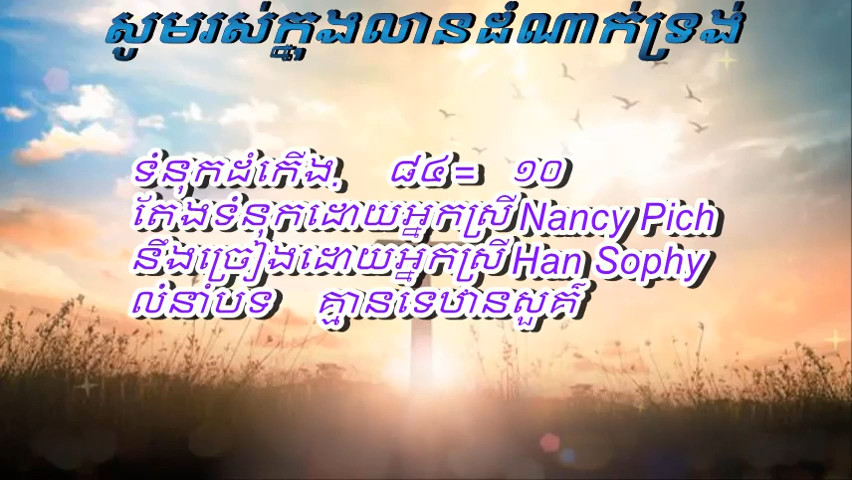 សូមរស់ក្នុងលានដំណាក់ទ្រង់
ទំនុកដំកើង. ៨៤ = ១០
តែងទំនុកដោយអ្នកស្រី Nancy Pich
នឹងច្រៀងដោយអ្នកស្រី Han Sophy
លំនាំបទ គ្មានទេឋានសួគ៌